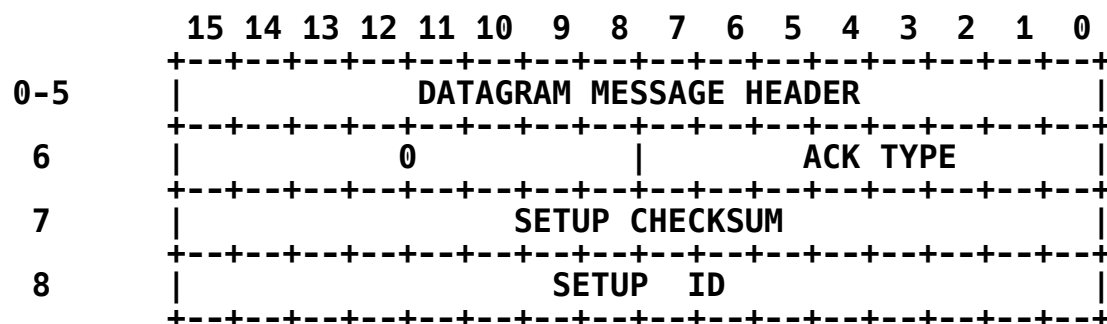 15 14 13 12 11 10 9 8 7 6 5 4 3 2 1 0
+--+--+--+--+--+--+--+--+--+--+--+--+--+--+--+--+
0-5 | DATAGRAM MESSAGE HEADER |
+--+--+--+--+--+--+--+--+--+--+--+--+--+--+--+--+
6 | 0 | ACK TYPE |
+--+--+--+--+--+--+--+--+--+--+--+--+--+--+--+--+
7 | SETUP CHECKSUM |
+--+--+--+--+--+--+--+--+--+--+--+--+--+--+--+--+
8 | SETUP ID |
+--+--+--+--+--+--+--+--+--+--+--+--+--+--+--+--+